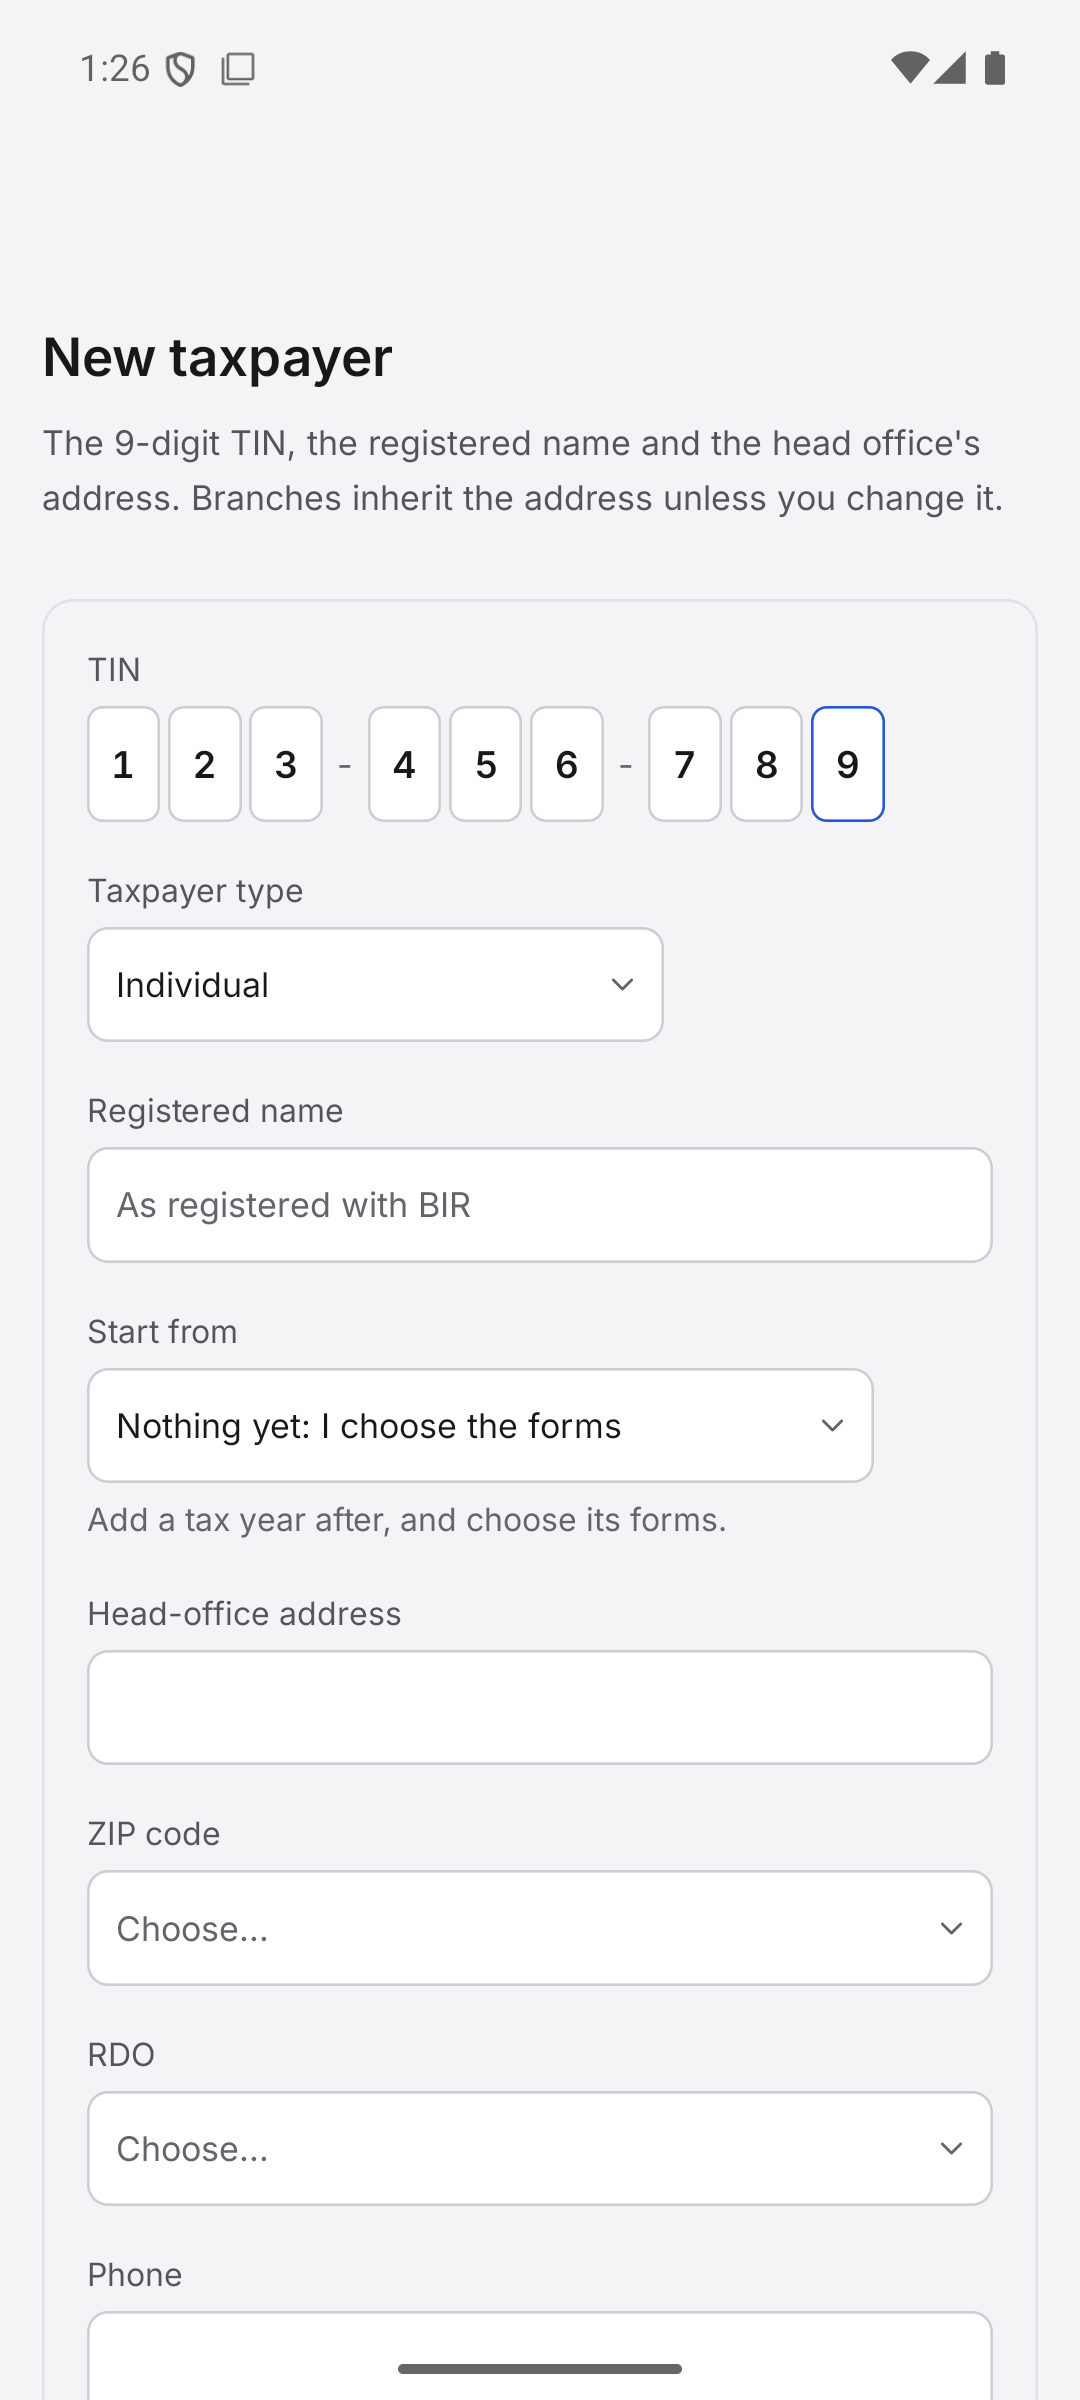 1:26
New taxpayer
The 9-digit TIN, the registered name and the head office's
address. Branches inherit the address unless you change it.
TIN
1 2 3 - 4 5 6 - 7 8 9
Taxpayer type
Individual
Registered name
As registered with BIR
Start from
Nothing yet: I choose the forms
Add a tax year after, and choose its forms.
Head-office address
ZIP code
Choose...
RDO
Choose...
Phone